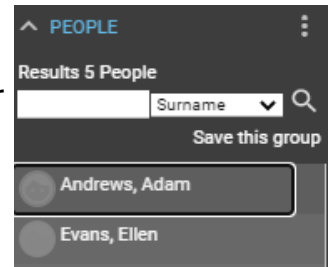 PEOPLE
Results 5 People
Surname
Save this group
Andrews, Adam
Evans, Ellen